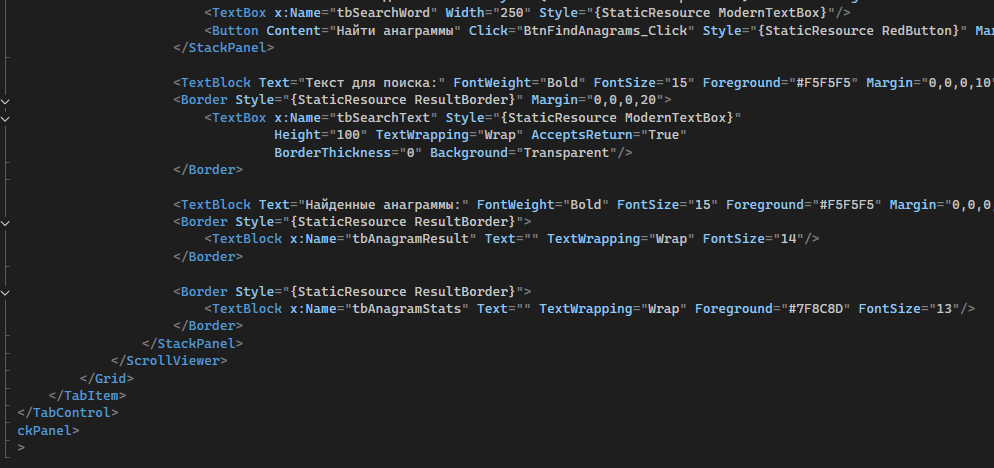 <TextBox x:Name="tbSearchWord" Width="250" Style="{StaticResource ModernTextBox}"/>
<Button Content="Найти анаграммы" Click="BtnFindAnagrams_Click" Style="{StaticResource RedButton}" Ma
</StackPanel>
<TextBlock Text="Текст для поиска:" FontWeight="Bold" FontSize="15" Foreground="#F5F5F5" Margin="0,0,0,10"
<Border Style="{StaticResource ResultBorder}" Margin="0,0,0,20">
<TextBox x:Name="tbSearchText" Style="{StaticResource ModernTextBox}"
Height="100" TextWrapping="Wrap" AcceptsReturn="True"
BorderThickness="0" Background="Transparent"/>
</Border>
<TextBlock Text="Найденные анаграммы:" FontWeight="Bold" FontSize="15" Foreground="#F5F5F5" Margin="0,0,0,
<Border Style="{StaticResource ResultBorder}">
<TextBlock x:Name="tbAnagramResult" Text="" TextWrapping="Wrap" FontSize="14"/>
</Border>
<Border Style="{StaticResource ResultBorder}">
<TextBlock x:Name="tbAnagramStats" Text="" TextWrapping="Wrap" Foreground="#7F8C8D" FontSize="13"/>
</Border>
</StackPanel>
</ScrollViewer>
</Grid>
</TabItem>
</TabControl>
ckPanel>
>